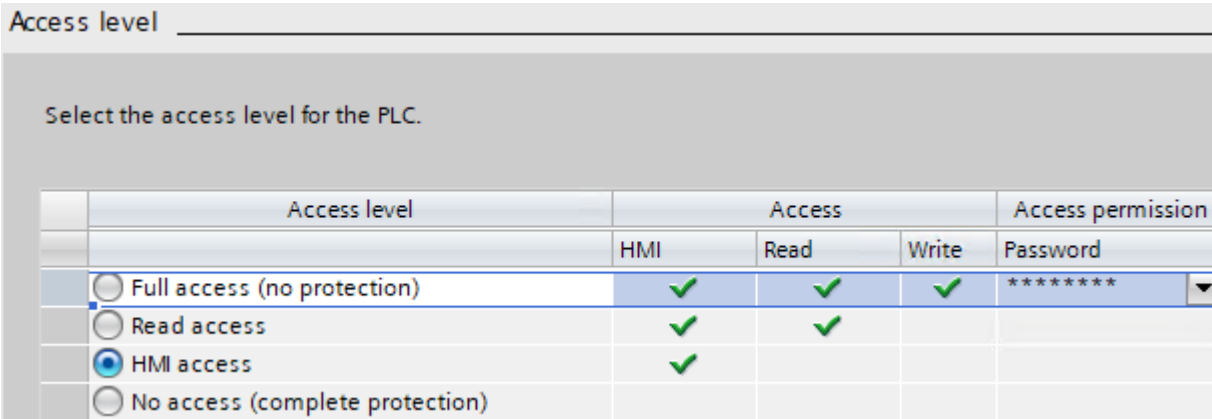 Access level
Select the access level for the PLC.
Access level Access Access permission
HMI Read Write Password
Full access (no protection) ********
Read access
HMI access
No access (complete protection)